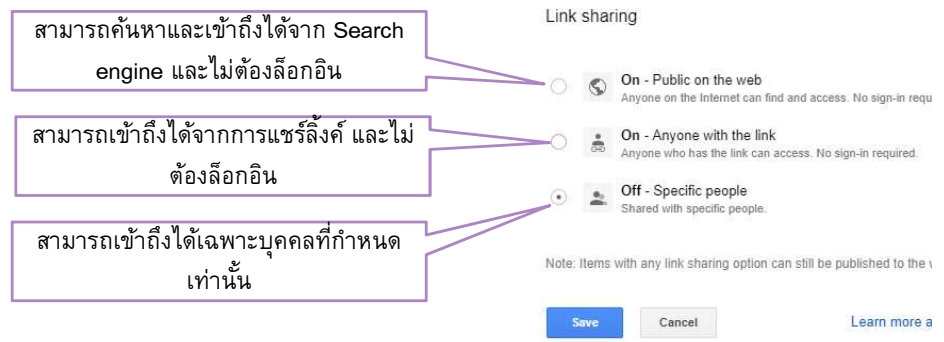 สามารถค้นหาและเข้าถึงได้จาก Search
engine และไม่ต้องล็อกอิน
สามารถเข้าถึงได้จากการแชร์ลิ้งค์ และไม่
ต้องล็อกอิน
สามารถเข้าถึงได้เฉพาะบุคคลที่กำหนด
เท่านั้น
Link sharing
On - Public on the web
Anyone on the Internet can find and access. No sign-in requ
On - Anyone with the link
Anyone who has the link can access. No sign-in required.
Off - Specific people
Shared with specific people.
Note: Items with any link sharing option can still be published to the
Save
Cancel
Learn more a